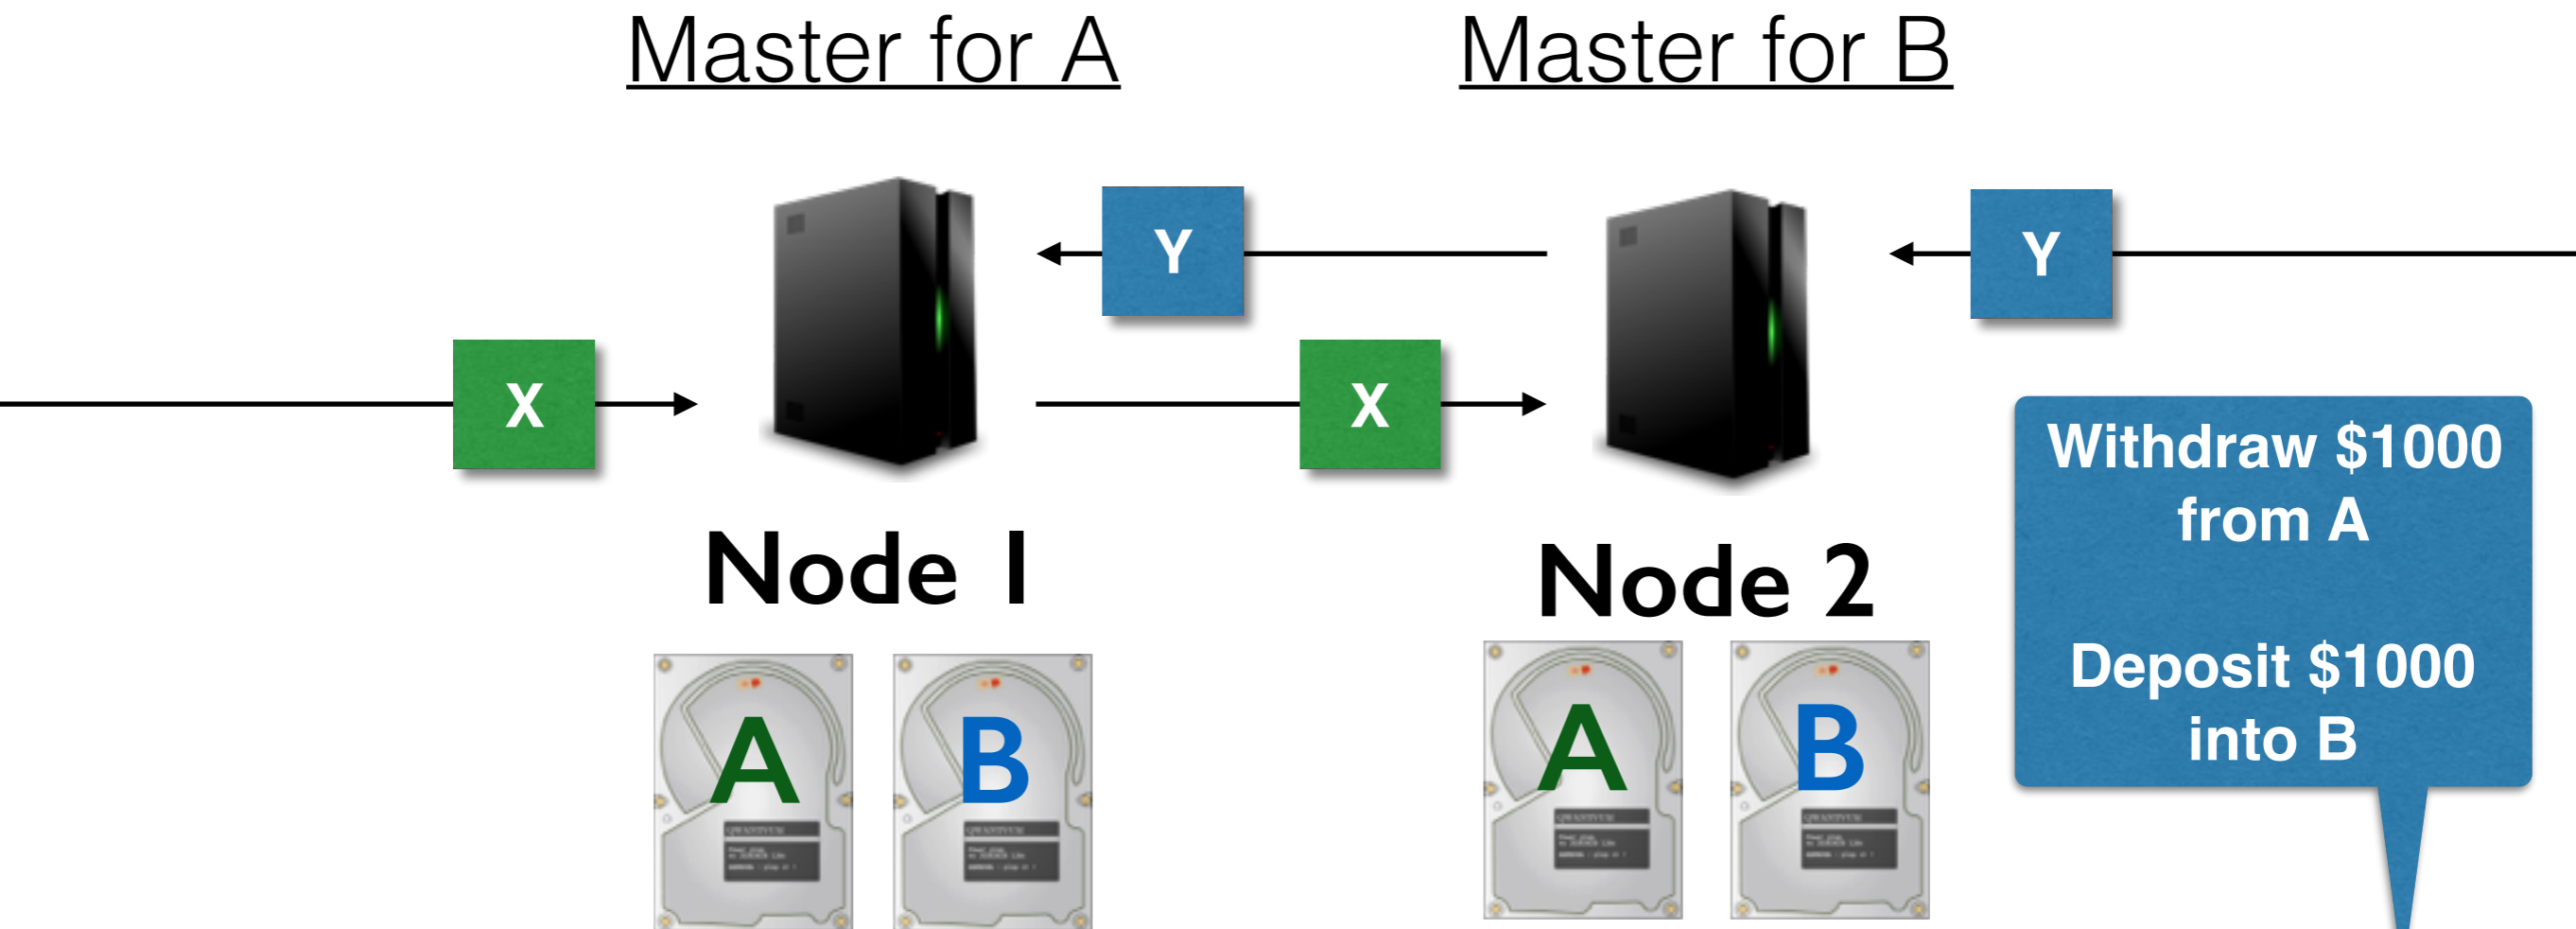 Master for A
Master for B
Y
Y
X
X
Node 1
Node 2
Withdraw $1000
from A
Deposit $1000
into B
A
B
A
B